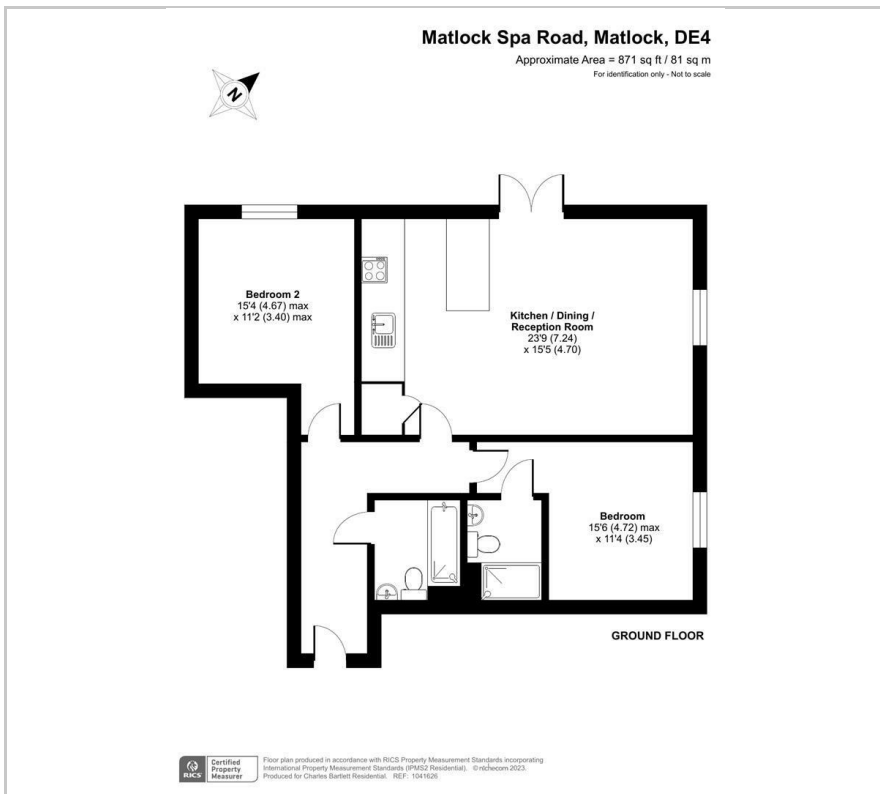 Matlock Spa Road, Matlock, DE4
Approximate Area = 871 sq ft / 81 sq m
For identification only - Not to scale
N
Bedroom 2
15'4 (4.67) max
x 11'2 (3.40) max
Kitchen / Dining /
Reception Room
23'9 (7.24)
x 15'5 (4.70)
Bedroom
15'6 (4.72) max
x 11'4 (3.45)
GROUND FLOOR
RICS
Certified
Property
Measurer
Floor plan produced in accordance with RICS Property Measurement Standards incorporating
International Property Measurement Standards (IPMS2 Residential). © nichecom 2023.
Produced for Charles Bartlett Residential. REF: 1041626